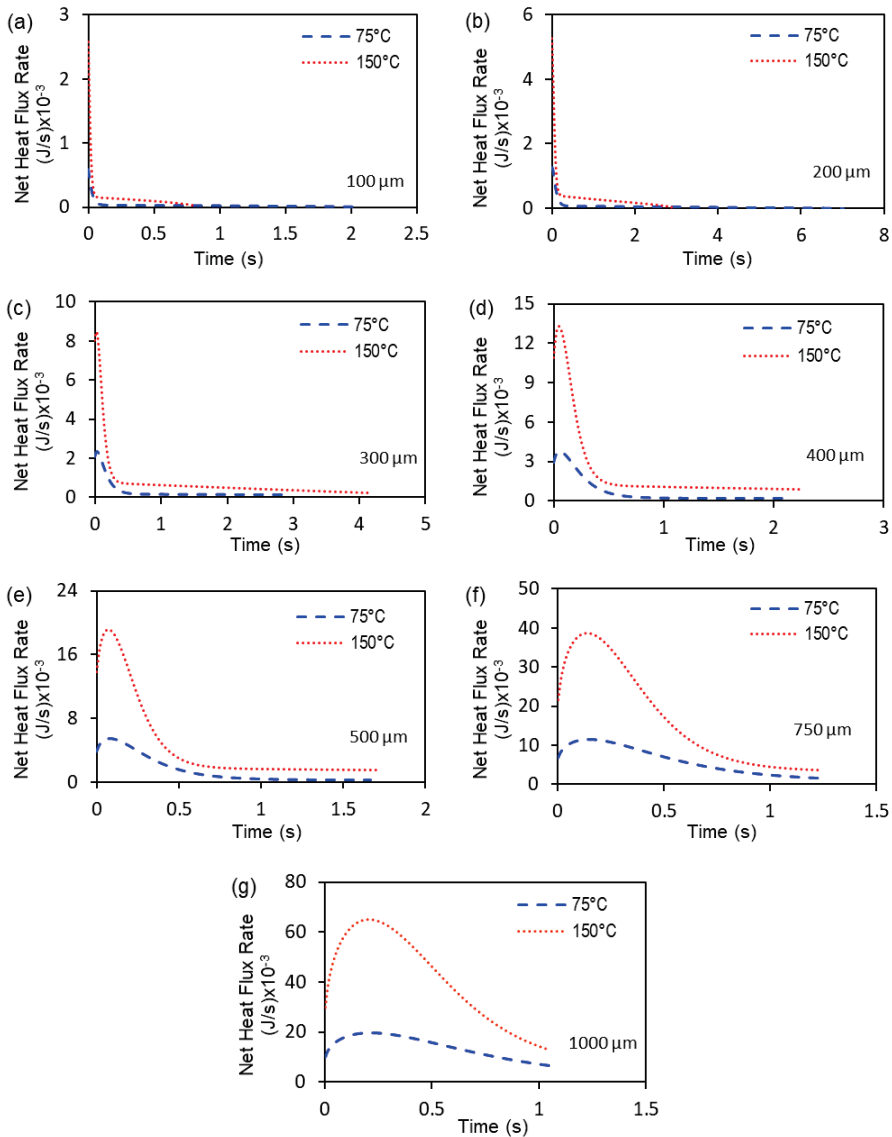 (a)
Net Heat Flux Rate
(J/s)x10⁻³
3
2
1
0
75°C
150°C
100 µm
0 0.5 1 1.5 2 2.5
Time (s)
(b)
Net Heat Flux Rate
(J/s)x10⁻³
6
4
2
0
75°C
150°C
200 µm
0 2 4 6 8
Time (s)
(c)
Net Heat Flux Rate
(J/s)x10⁻³
10
8
6
4
2
0
75°C
150°C
300 µm
0 1 2 3 4 5
Time (s)
(d)
Net Heat Flux Rate
(J/s)x10⁻³
15
12
9
6
3
0
75°C
150°C
400 µm
0 1 2 3
Time (s)
(e)
Net Heat Flux Rate
(J/s)x10⁻³
24
18
12
6
0
75°C
150°C
500 µm
0 0.5 1 1.5 2
Time (s)
(f)
Net Heat Flux Rate
(J/s)x10⁻³
50
40
30
20
10
0
75°C
150°C
750 µm
0 0.5 1 1.5
Time (s)
(g)
Net Heat Flux Rate
(J/s)x10⁻³
80
60
40
20
0
75°C
150°C
1000 µm
0 0.5 1 1.5
Time (s)